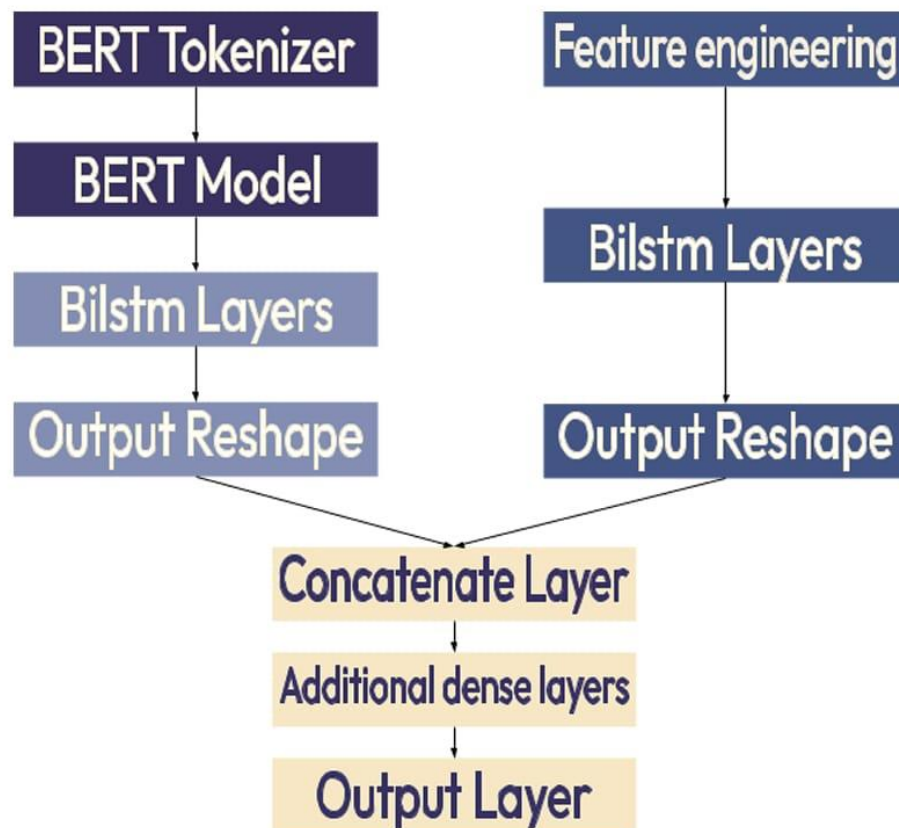 BERT Tokenizer
BERT Model
Bilstm Layers
Output Reshape
Feature engineering
Bilstm Layers
Output Reshape
Concatenate Layer
Additional dense layers
Output Layer